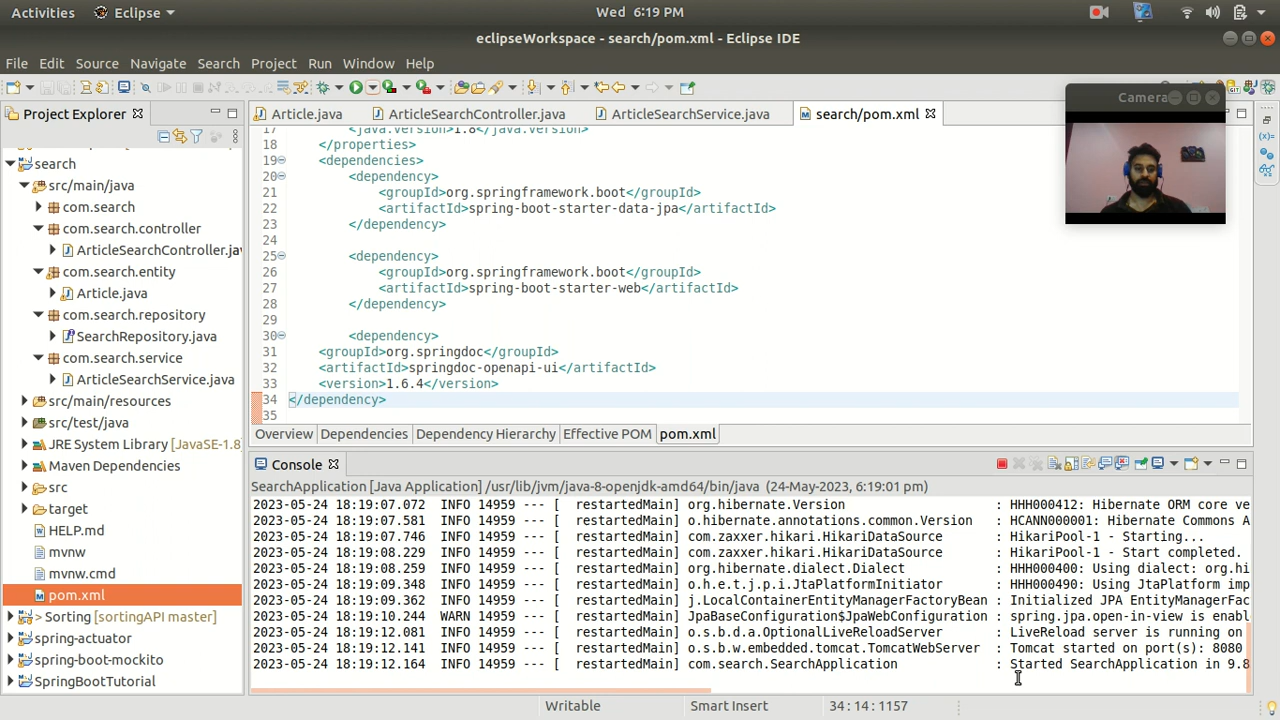 Activities Eclipse Wed 6:19 PM
eclipseWorkspace - search/pom.xml - Eclipse IDE
File Edit Source Navigate Search Project Run Window Help
Project Explorer
search
src/main/java
com.search
com.search.controller
ArticleSearchController.jav
com.search.entity
Article.java
com.search.repository
SearchRepository.java
com.search.service
ArticleSearchService.java
src/main/resources
src/test/java
JRE System Library [JavaSE-1.8]
Maven Dependencies
src
target
HELP.md
mvnw
mvnw.cmd
pom.xml
> Sorting [sortingAPI master]
spring-actuator
spring-boot-mockito
SpringBootTutorial
Article.java ArticleSearchController.java ArticleSearchService.java search/pom.xml
Camera
17 <java.version>1.8</java.version>
18 </properties>
19 <dependencies>
20 <dependency>
21 <groupId>org.springframework.boot</groupId>
22 <artifactId>spring-boot-starter-data-jpa</artifactId>
23 </dependency>
24
25 <dependency>
26 <groupId>org.springframework.boot</groupId>
27 <artifactId>spring-boot-starter-web</artifactId>
28 </dependency>
29
30 <dependency>
31 <groupId>org.springdoc</groupId>
32 <artifactId>springdoc-openapi-ui</artifactId>
33 <version>1.6.4</version>
34 </dependency>
35
Overview Dependencies Dependency Hierarchy Effective POM pom.xml
Console
SearchApplication [Java Application] /usr/lib/jvm/java-8-openjdk-amd64/bin/java (24-May-2023, 6:19:01 pm)
2023-05-24 18:19:07.072 INFO 14959 --- [ restartedMain] org.hibernate.Version : HHH000412: Hibernate ORM core ve
2023-05-24 18:19:07.581 INFO 14959 --- [ restartedMain] o.hibernate.annotations.common.Version : HCANN000001: Hibernate Commons A
2023-05-24 18:19:07.746 INFO 14959 --- [ restartedMain] com.zaxxer.hikari.HikariDataSource : HikariPool-1 - Starting...
2023-05-24 18:19:08.229 INFO 14959 --- [ restartedMain] com.zaxxer.hikari.HikariDataSource : HikariPool-1 - Start completed.
2023-05-24 18:19:08.259 INFO 14959 --- [ restartedMain] org.hibernate.dialect.Dialect : HHH000400: Using dialect: org.hi
2023-05-24 18:19:09.348 INFO 14959 --- [ restartedMain] o.h.e.t.j.p.i.JtaPlatformInitiator : HHH000490: Using JtaPlatform imp
2023-05-24 18:19:09.362 INFO 14959 --- [ restartedMain] j.LocalContainerEntityManagerFactoryBean : Initialized JPA EntityManagerFac
2023-05-24 18:19:10.244 WARN 14959 --- [ restartedMain] JpaBaseConfiguration$JpaWebConfiguration : spring.jpa.open-in-view is enabl
2023-05-24 18:19:12.081 INFO 14959 --- [ restartedMain] o.s.b.d.a.OptionalLiveReloadServer : LiveReload server is running on
2023-05-24 18:19:12.141 INFO 14959 --- [ restartedMain] o.s.b.w.embedded.tomcat.TomcatWebServer : Tomcat started on port(s): 8080
2023-05-24 18:19:12.164 INFO 14959 --- [ restartedMain] com.search.SearchApplication : Started SearchApplication in 9.8
Writable Smart Insert 34:14:1157